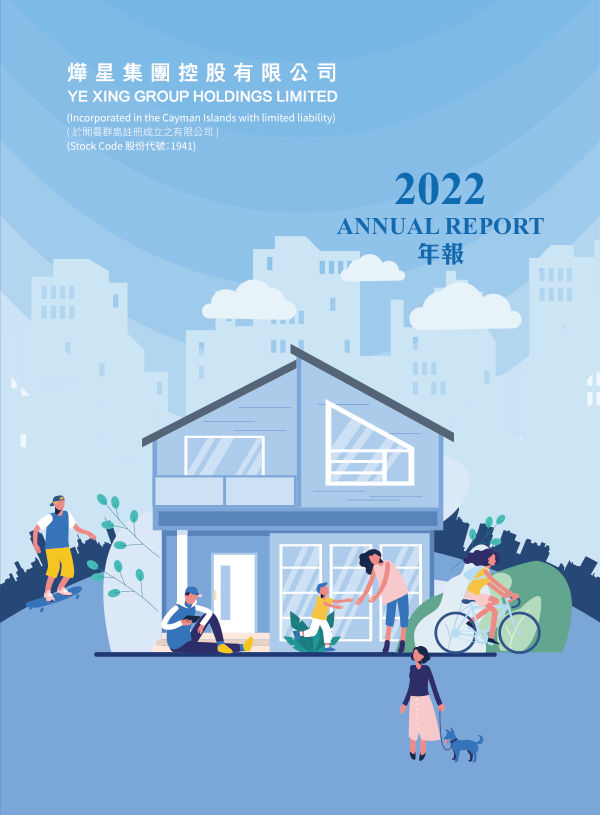 燁星集團控股有限公司
YE XING GROUP HOLDINGS LIMITED
(Incorporated in the Cayman Islands with limited liability)
(於開曼群島註冊成立之有限公司)
(Stock Code 股份代號：1941)
2022
ANNUAL REPORT
年報